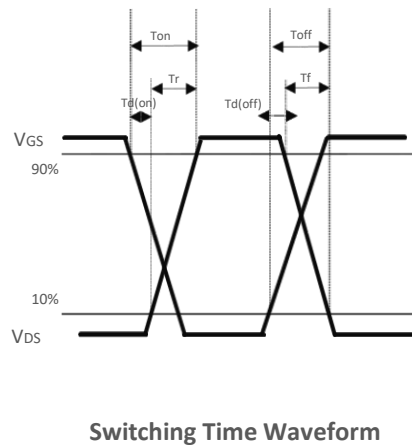 Ton
Toff
Tr
Tf
Td(on)
Td(off)
VGS
90%
10%
VDS
Switching Time Waveform